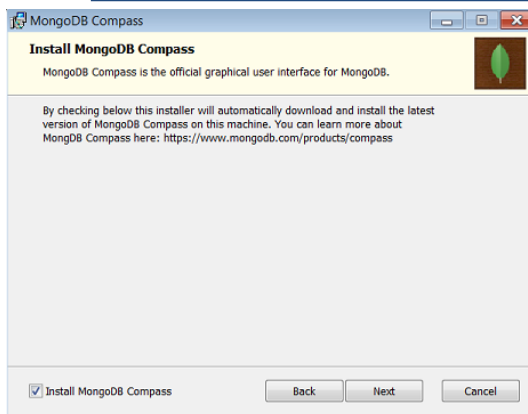 MongoDB Compass
Install MongoDB Compass
MongoDB Compass is the official graphical user interface for MongoDB.
By checking below this installer will automatically download and install the latest
version of MongoDB Compass on this machine. You can learn more about
MongDB Compass here: https://www.mongodb.com/products/compass
Install MongoDB Compass
Back
Next
Cancel